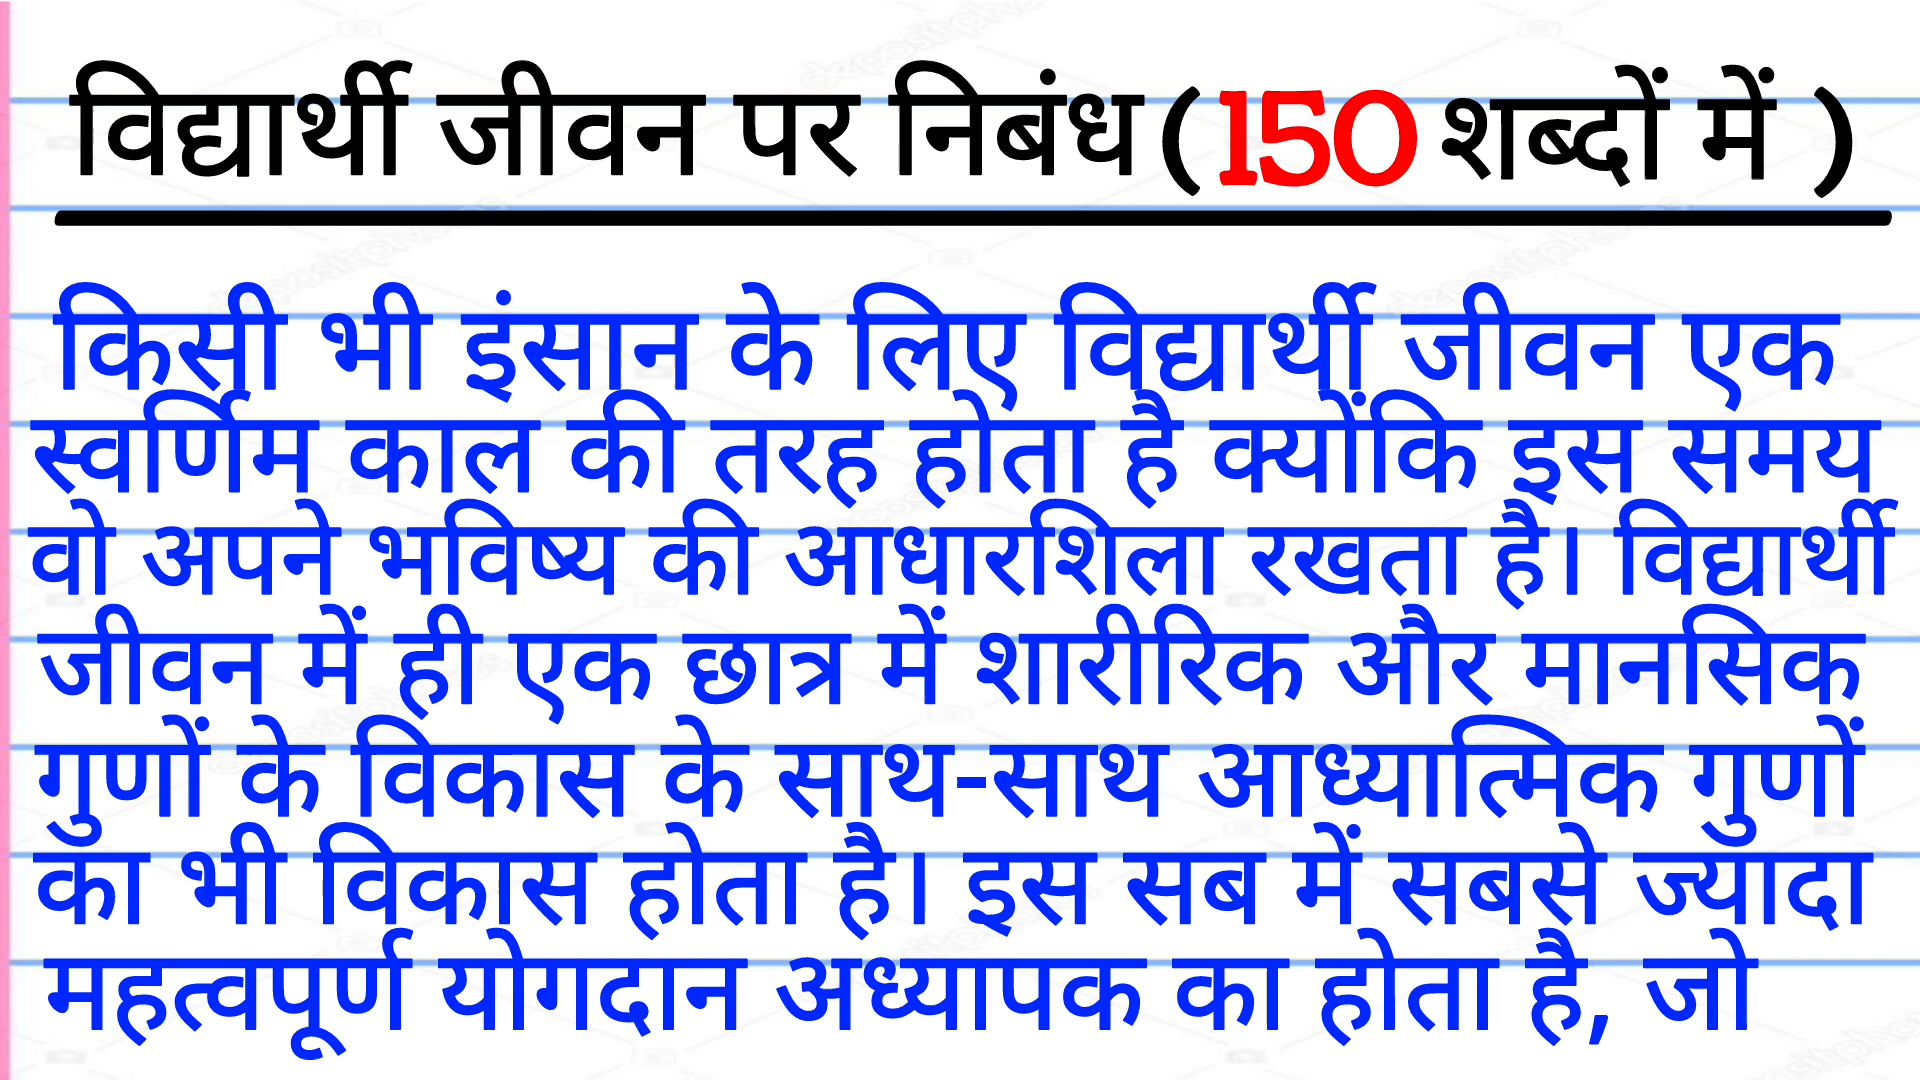 विद्यार्थी जीवन पर निबंध ( 150 शब्दों में )
किसी भी इंसान के लिए विद्यार्थी जीवन एक
स्वर्णिम काल की तरह होता है क्योंकि इस समय
वो अपने भविष्य की आधारशिला रखता है। विद्यार्थी
जीवन में ही एक छात्र में शारीरिक और मानसिक
गुणों के विकास के साथ-साथ आध्यात्मिक गुणों
का भी विकास होता है। इस सब में सबसे ज्यादा
महत्वपूर्ण योगदान अध्यापक का होता है, जो